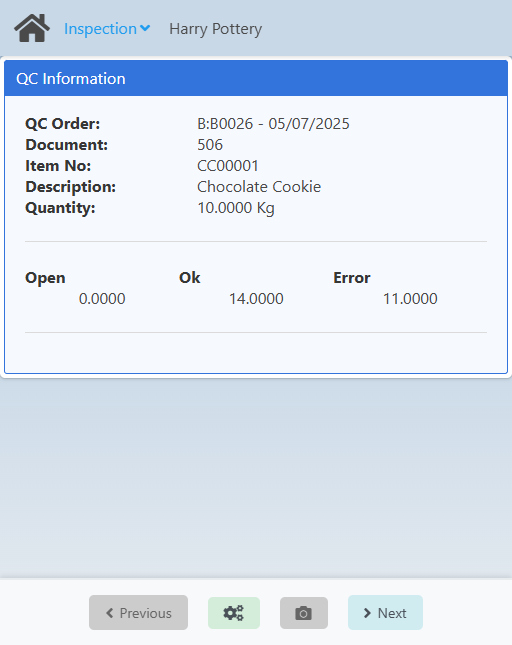 Inspection Harry Pottery
QC Information
QC Order: B:B0026 - 05/07/2025
Document: 506
Item No: CC00001
Description: Chocolate Cookie
Quantity: 10.0000 Kg
Open Ok Error
0.0000 14.0000 11.0000
Previous Next